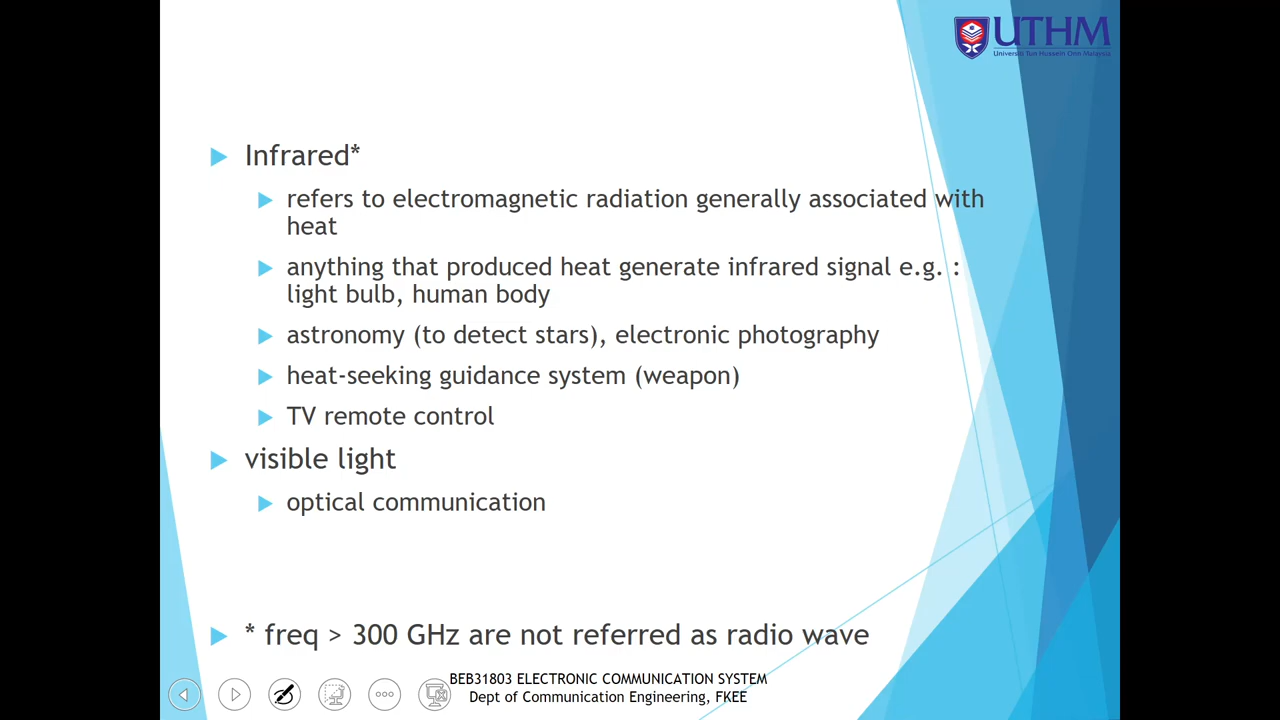 UTHM
Universiti Tun Hussein Onn Malaysia
Infrared*
refers to electromagnetic radiation generally associated with
heat
anything that produced heat generate infrared signal e.g. :
light bulb, human body
astronomy (to detect stars), electronic photography
heat-seeking guidance system (weapon)
TV remote control
visible light
optical communication
* freq > 300 GHz are not referred as radio wave
BEB31803 ELECTRONIC COMMUNICATION SYSTEM
Dept of Communication Engineering, FKEE